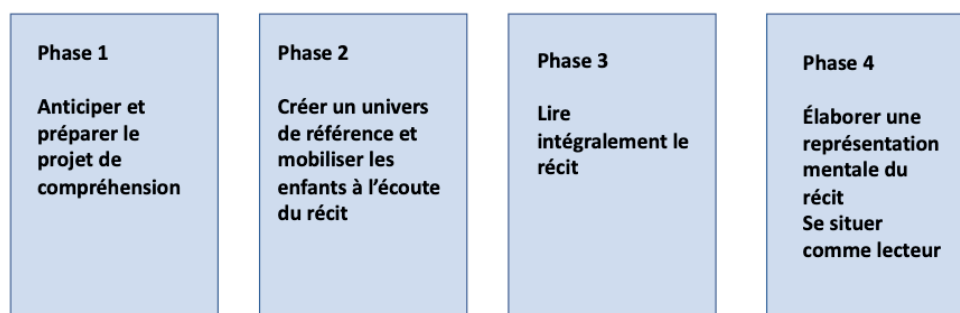 Phase 1
Anticiper et
préparer le
projet de
compréhension
Phase 2
Créer un univers
de référence et
mobiliser les
enfants à l’écoute
du récit
Phase 3
Lire
intégralement le
récit
Phase 4
Élaborer une
représentation
mentale du
récit
Se situer
comme lecteur